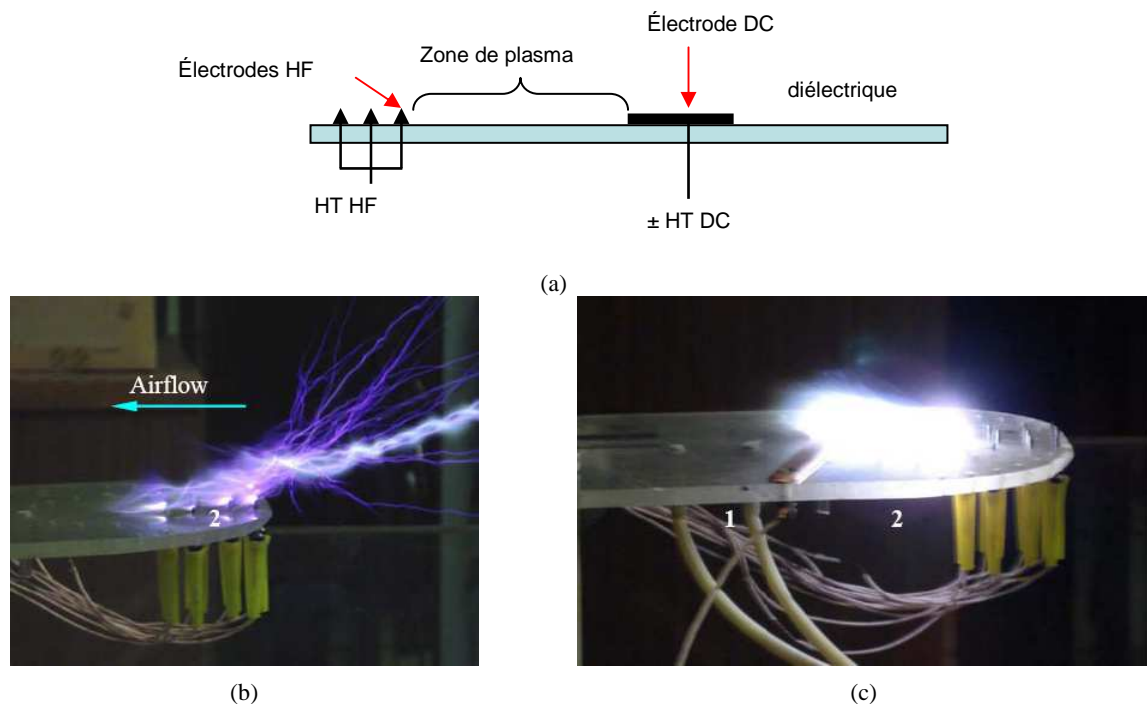 Électrode DC
Zone de plasma
Électrodes HF
diélectrique
HT HF
± HT DC
(a)
Airflow
2
1
2
(b)
(c)